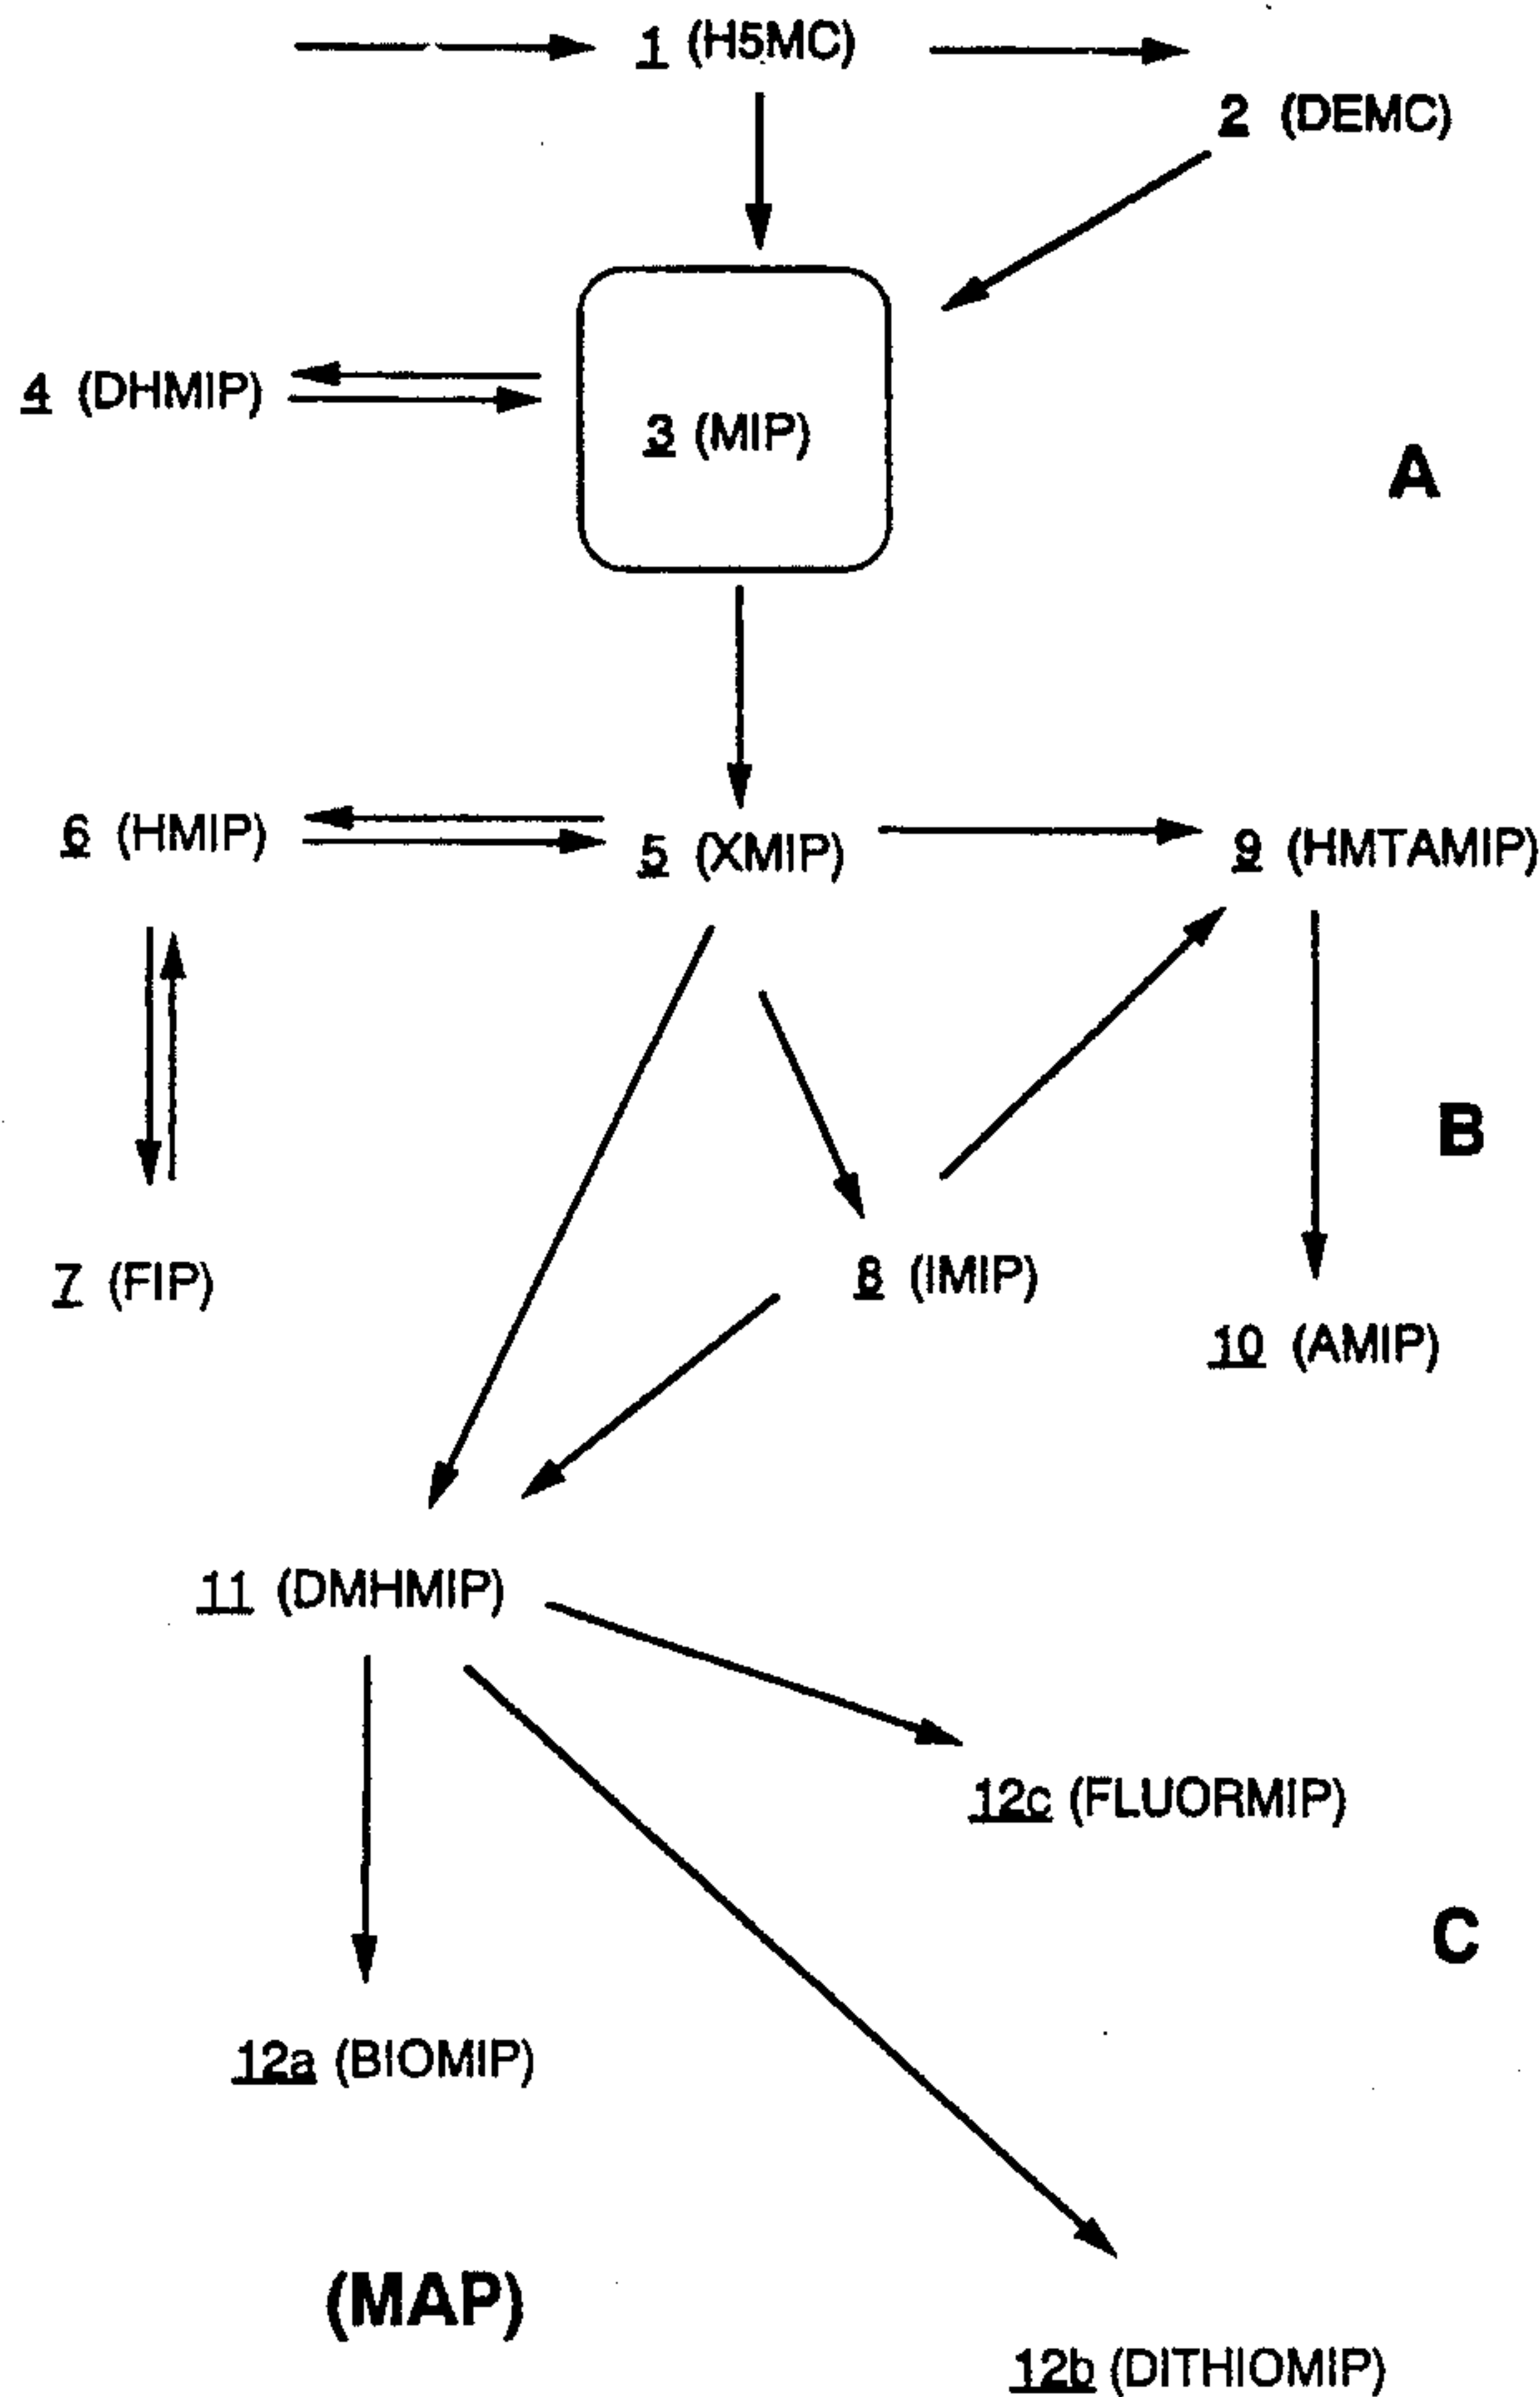 1 (H5MC)
2 (DEMC)
4 (DHMIP)
3 (MIP)
A
6 (HMIP)
5 (XMIP)
9 (HMTAMIP)
B
7 (FIP)
8 (IMIP)
10 (AMIP)
11 (DMHMIP)
12c (FLUORMIP)
C
12a (BIOMIP)
(MAP)
12b (DITHIOMIP)